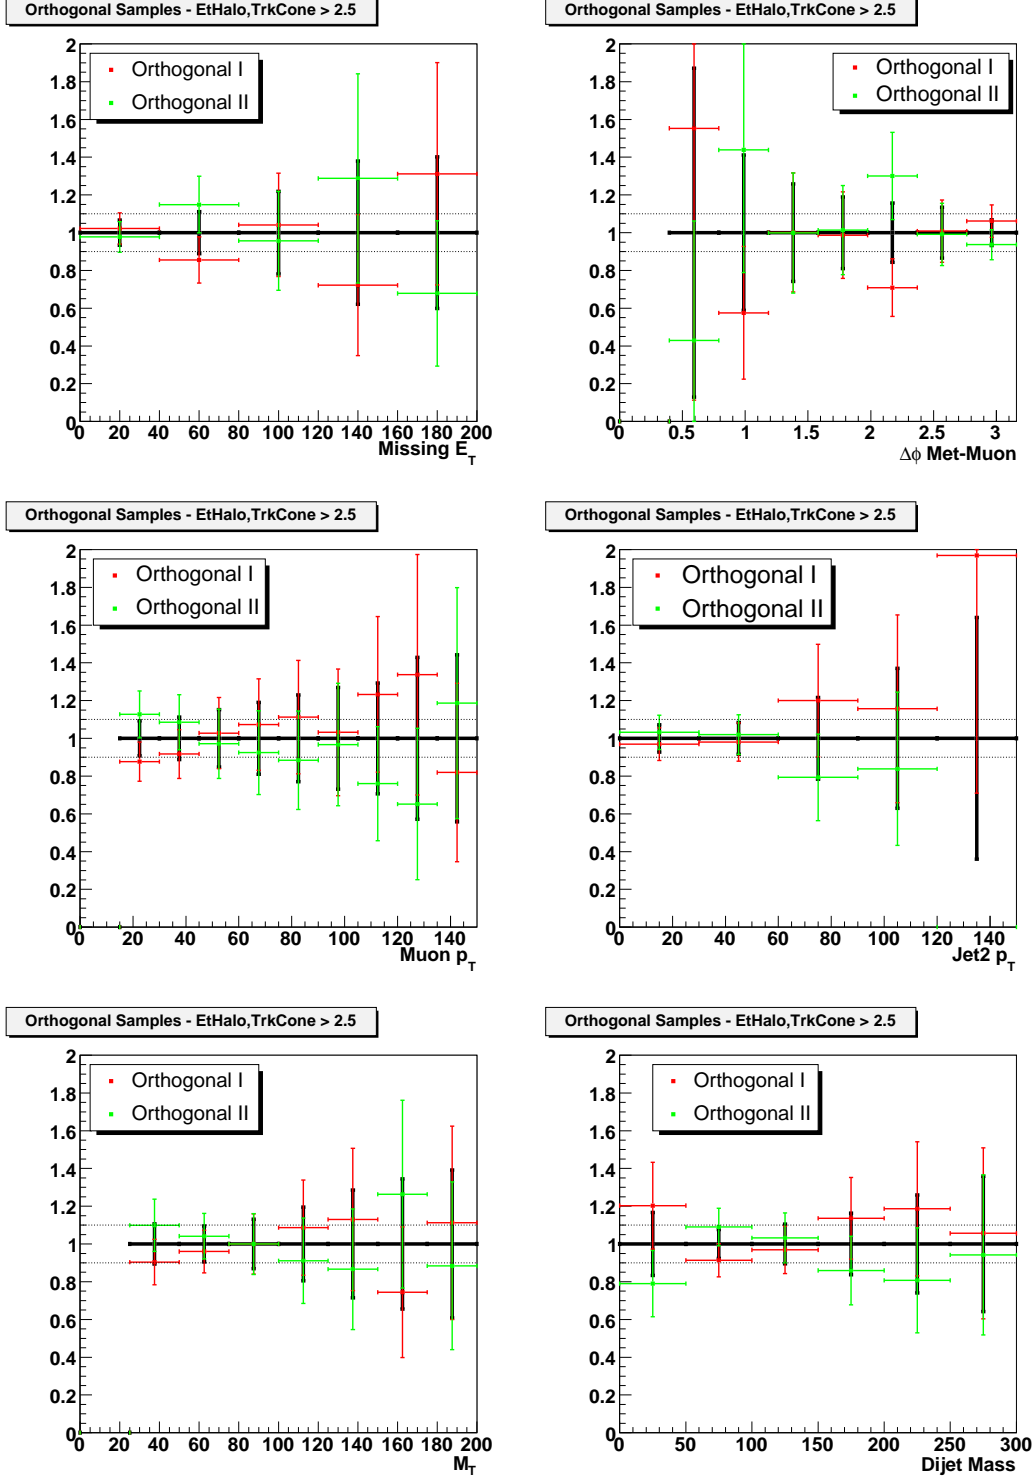 Orthogonal Samples - EtHalo,TrkCone > 2.5
2
1.8
1.6
1.4
1.2
1
0.8
0.6
0.4
0.2
0
Orthogonal I
Orthogonal II
0 20 40 60 80 100 120 140 160 180 200
Missing E_T
Orthogonal Samples - EtHalo,TrkCone > 2.5
2
1.8
1.6
1.4
1.2
1
0.8
0.6
0.4
0.2
0
Orthogonal I
Orthogonal II
0 0.5 1 1.5 2 2.5 3
Δϕ Met-Muon
Orthogonal Samples - EtHalo,TrkCone > 2.5
2
1.8
1.6
1.4
1.2
1
0.8
0.6
0.4
0.2
0
Orthogonal I
Orthogonal II
0 20 40 60 80 100 120 140
Muon p_T
Orthogonal Samples - EtHalo,TrkCone > 2.5
2
1.8
1.6
1.4
1.2
1
0.8
0.6
0.4
0.2
0
Orthogonal I
Orthogonal II
0 20 40 60 80 100 120 140
Jet2 p_T
Orthogonal Samples - EtHalo,TrkCone > 2.5
2
1.8
1.6
1.4
1.2
1
0.8
0.6
0.4
0.2
0
Orthogonal I
Orthogonal II
0 20 40 60 80 100 120 140 160 180 200
M_T
Orthogonal Samples - EtHalo,TrkCone > 2.5
2
1.8
1.6
1.4
1.2
1
0.8
0.6
0.4
0.2
0
Orthogonal I
Orthogonal II
0 50 100 150 200 250 300
Dijet Mass